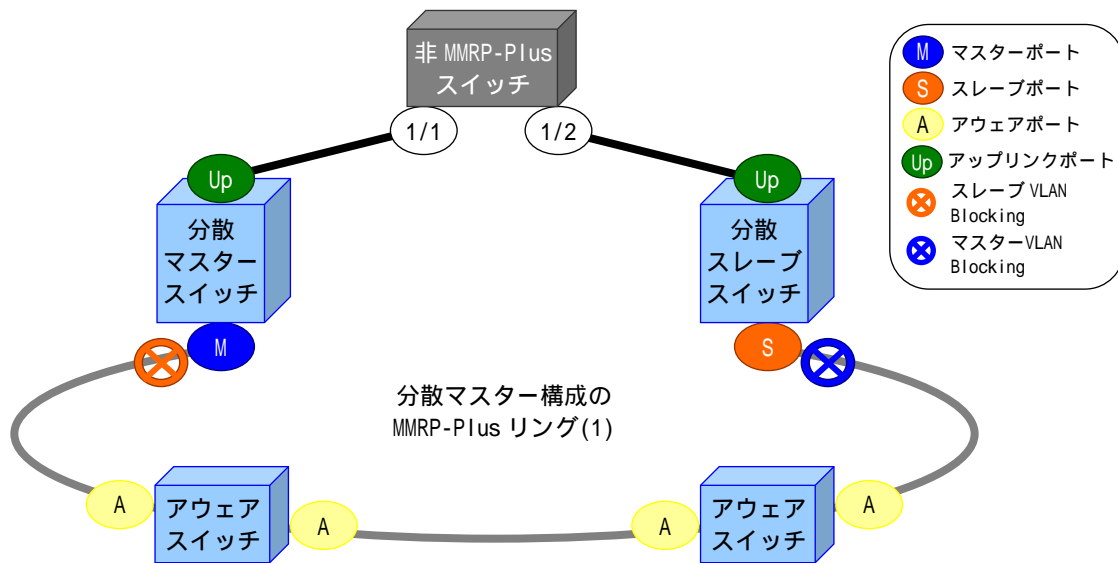 非 MMRP-Plus
スイッチ
1/1
1/2
Up
Up
分散
マスター
スイッチ
分散
スレーブ
スイッチ
M
S
分散マスター構成の
MMRP-Plus リング(1)
A
アウェア
スイッチ
A
A
アウェア
スイッチ
A
M マスターポート
S スレーブポート
A アウェアポート
Up アップリンクポート
スレーブ VLAN
Blocking
マスターVLAN
Blocking